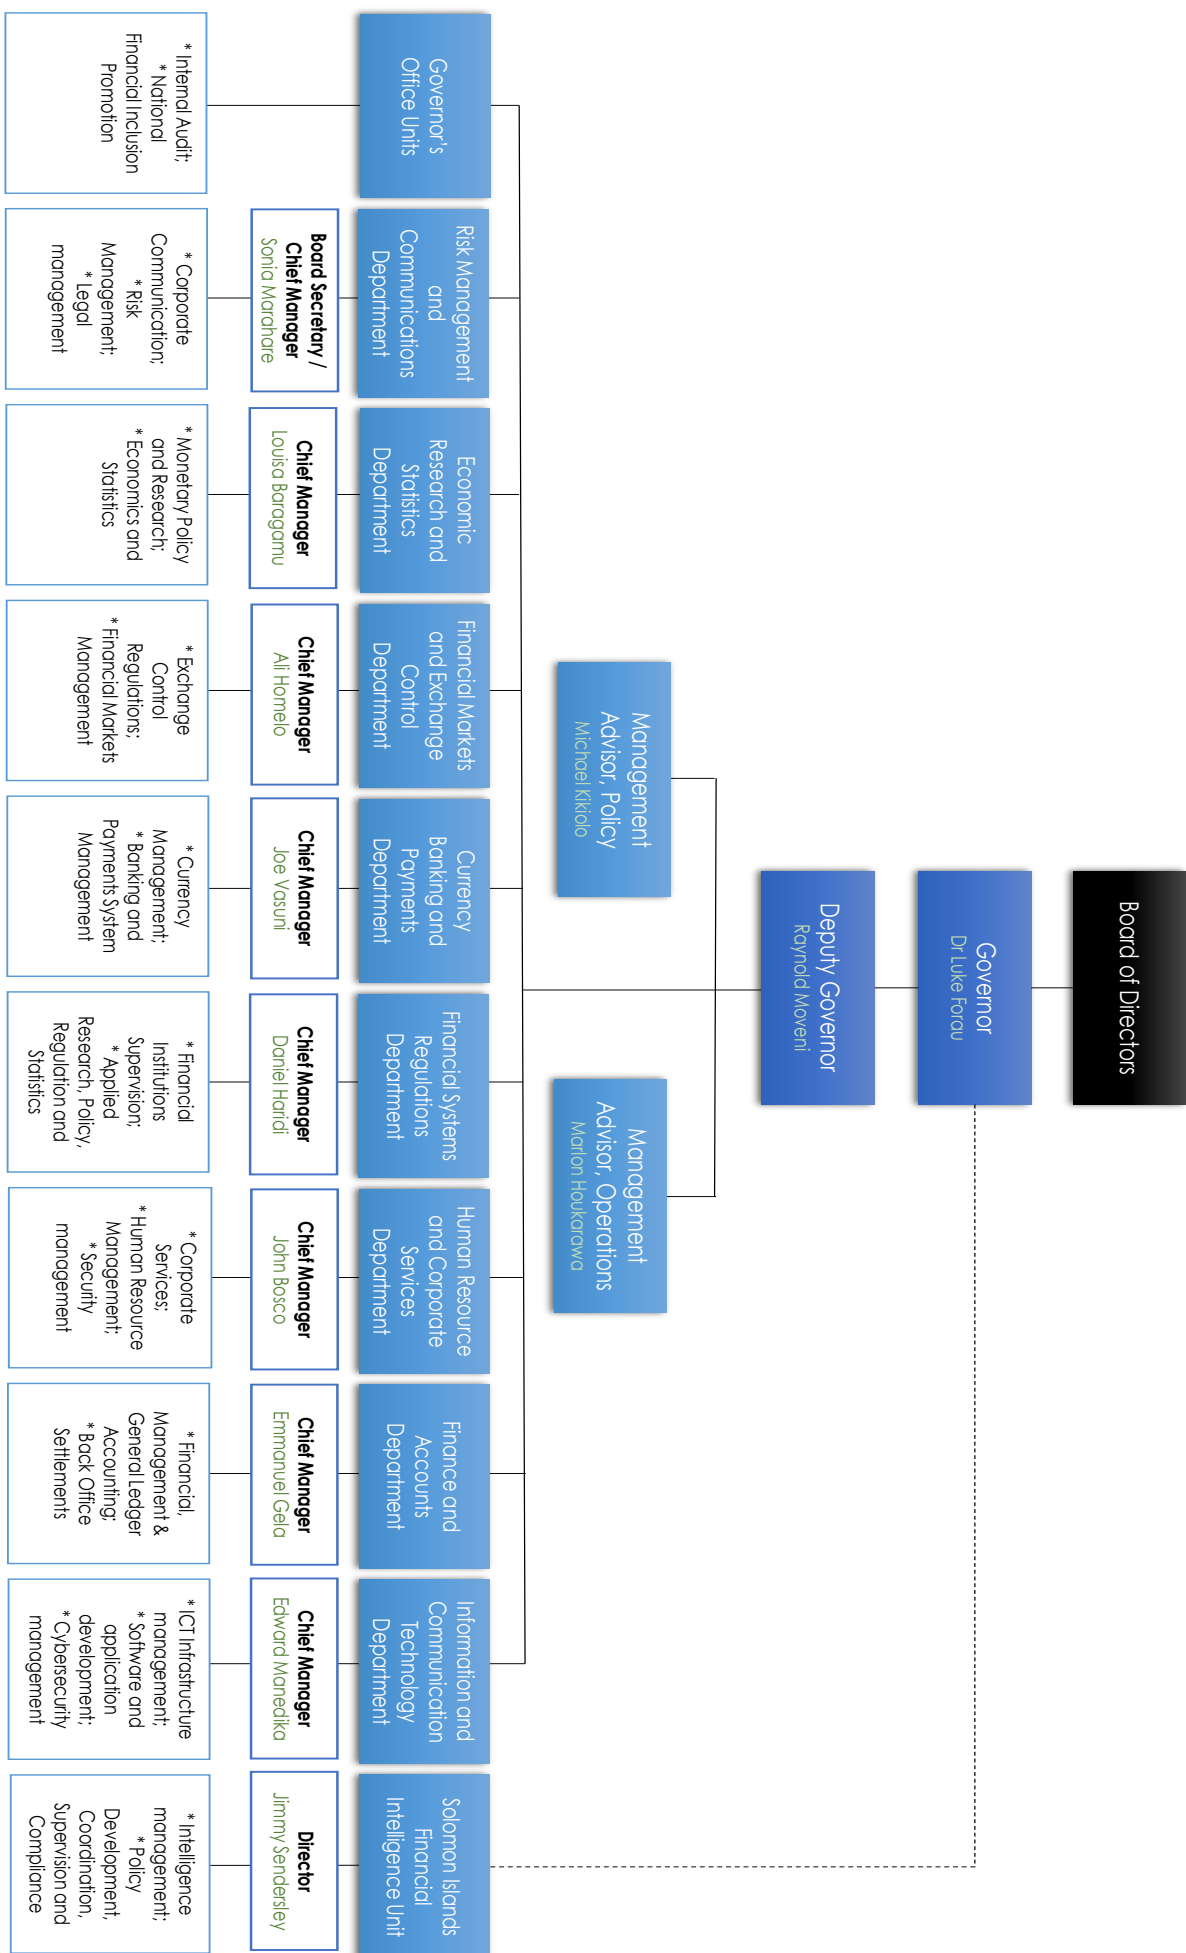 Board of Directors
Governor
Dr Luke Forau
Deputy Governor
Raynold Moveni
Management
Advisor, Policy
Michael Kikiolo
Management
Advisor, Operations
Marlon Houkarawa
Governor's
Office Units
Risk Management
and
Communications
Department
Economic
Research and
Statistics
Department
Financial Markets
and Exchange
Control
Department
Currency
Banking and
Payments
Department
Financial Systems
Regulations
Department
Human Resource
and Corporate
Services
Department
Finance and
Accounts
Department
Information and
Communication
Technology
Department
Solomon Islands
Financial
Intelligence Unit
Board Secretary /
Chief Manager
Sonia Marahare
Chief Manager
Louisa Baragamu
Chief Manager
Ali Homelo
Chief Manager
Joe Vasuni
Chief Manager
Daniel Haridi
Chief Manager
John Bosco
Chief Manager
Emmanuel Gela
Chief Manager
Edward Manedika
Director
Jimmy Sendersley
* Internal Audit;
* National
Financial Inclusion
Promotion
* Corporate
Communication;
* Risk
Management;
* Legal
management
* Monetary Policy
and Research;
* Economics and
Statistics
* Exchange
Control
Regulations;
* Financial Markets
Management
* Currency
Management;
* Banking and
Payments System
Management
* Financial
Institutions
Supervision;
* Applied
Research, Policy,
Regulation and
Statistics
*Corporate
Services;
*Human Resource
Management;
* Security
management
* Financial,
Management &
General Ledger
Accounting;
* Back Office
Settlements
*ICT Infrastructure
management;
*Software and
application
development;
*Cybersecurity
management
* Intelligence
management;
*Policy
Development,
Coordination,
Supervision and
Compliance